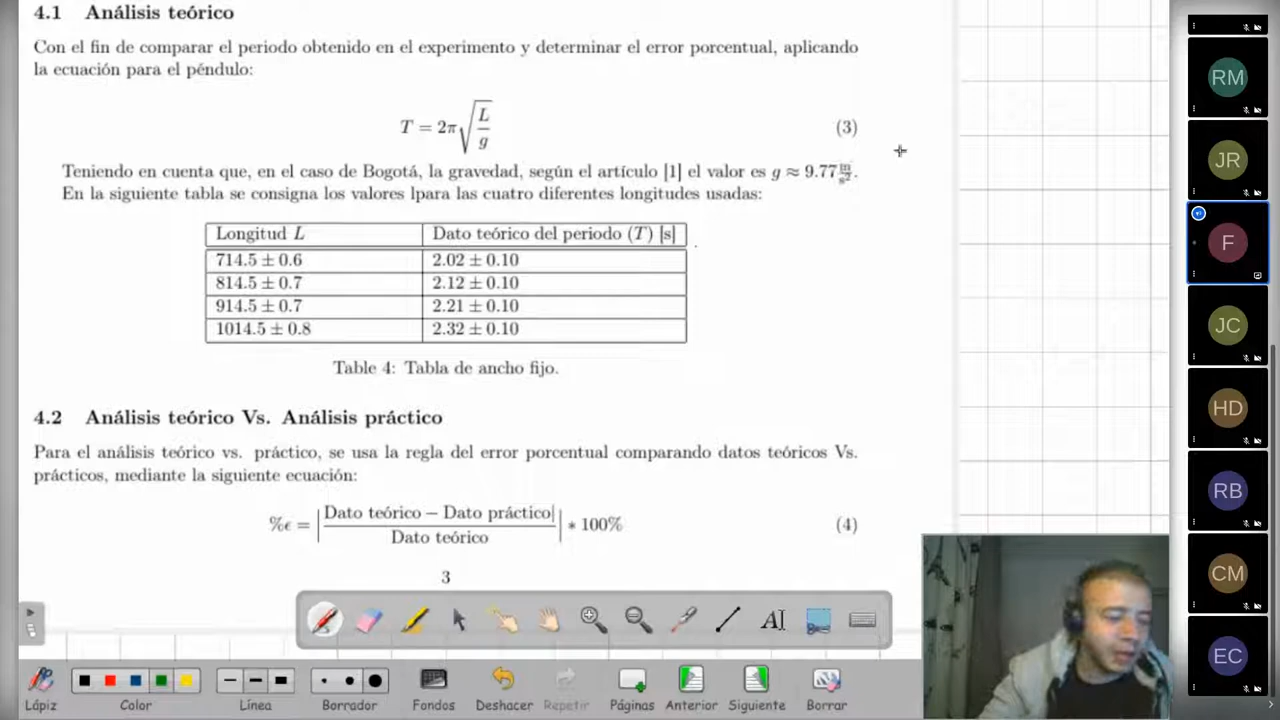 4.1 Análisis teórico
Con el fin de comparar el periodo obtenido en el experimento y determinar el error porcentual, aplicando
la ecuación para el péndulo:
T = 2π√(L/g) (3)
Teniendo en cuenta que, en el caso de Bogotá, la gravedad, según el artículo [1] el valor es g ≈ 9.77 m/s².
En la siguiente tabla se consigna los valores lpara las cuatro diferentes longitudes usadas:
Longitud L Dato teórico del periodo (T) [s]
714.5 ± 0.6 2.02 ± 0.10
814.5 ± 0.7 2.12 ± 0.10
914.5 ± 0.7 2.21 ± 0.10
1014.5 ± 0.8 2.32 ± 0.10
.
Table 4: Tabla de ancho fijo.
4.2 Análisis teórico Vs. Análisis práctico
Para el análisis teórico vs. práctico, se usa la regla del error porcentual comparando datos teóricos Vs.
prácticos, mediante la siguiente ecuación:
%ϵ = |Dato teórico − Dato práctico| / Dato teórico| ∗ 100% (4)
3
Lápiz Color Línea Borrador Fondos Deshacer Repetir Páginas Anterior Siguiente Borrar
AI
RM
JR
F
JC
HD
RB
CM
EC